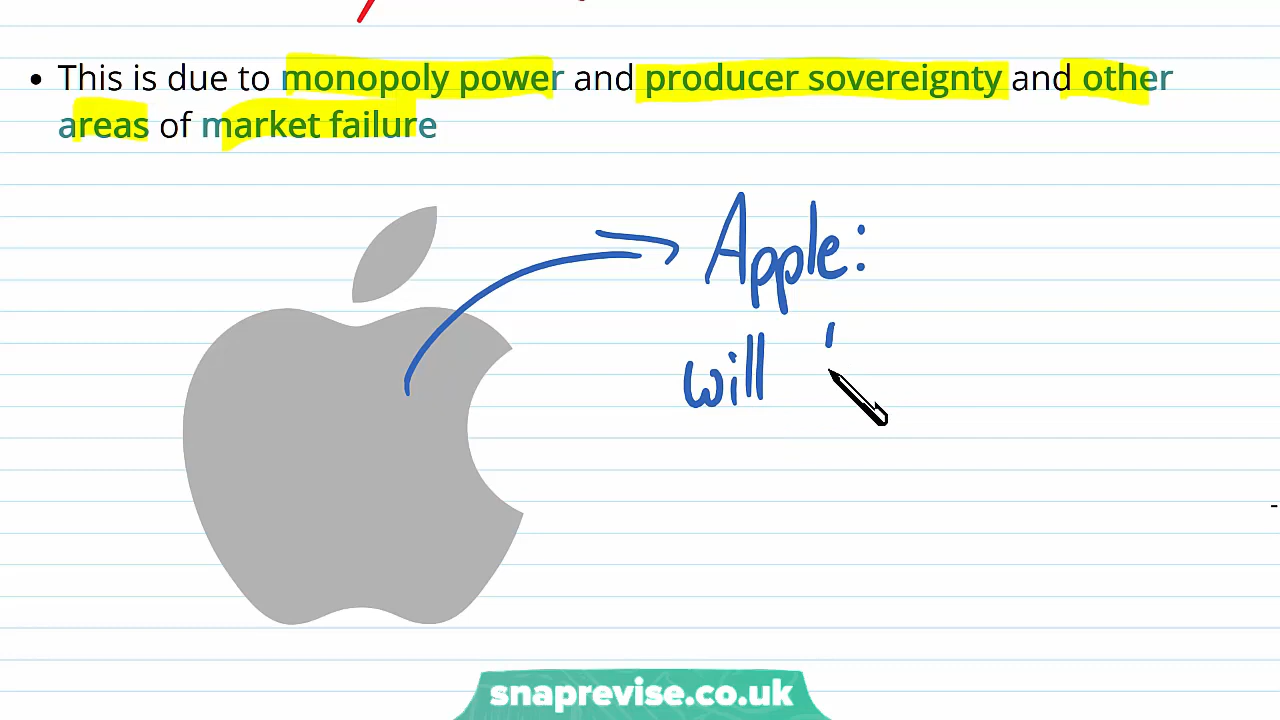 • This is due to monopoly power and producer sovereignty and other
areas of market failure
Apple:
will
snaprevise.co.uk